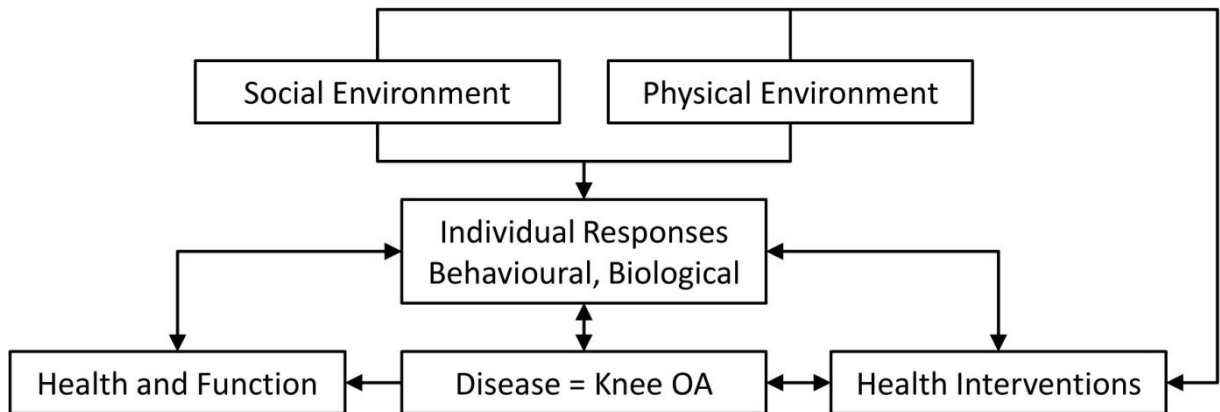 Social Environment
Physical Environment
Individual Responses
Behavioural, Biological
Health and Function
Disease = Knee OA
Health Interventions